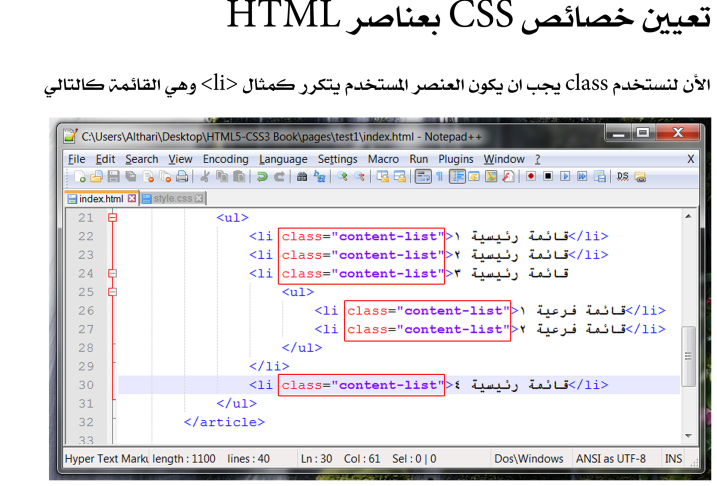 تعيين خصائص CSS بعناصر HTML
الأن لنستخدم class يجب ان يكون العنصر المستخدم يتكرر كمثال <li> وهي القائمة كالتالي
C:\Users\Althari\Desktop\HTML5-CSS3 Book\pages\test1\index.html - Notepad++
File Edit Search View Encoding Language Settings Macro Run Plugins Window ? X
index.html style.css
21 <ul>
22 <li class="content-list">قائمة رئيسية ١</li>
23 <li class="content-list">قائمة رئيسية ٢</li>
24 <li class="content-list">قائمة رئيسية ٣
25 <ul>
26 <li class="content-list">قائمة فرعية ١</li>
27 <li class="content-list">قائمة فرعية ٢</li>
28 </ul>
29 </li>
30 <li class="content-list">قائمة رئيسية ٤</li>
31 </ul>
32 </article>
33
Hyper Text Marku length : 1100 lines : 40 Ln : 30 Col : 61 Sel : 0 | 0 Dos\Windows ANSI as UTF-8 INS